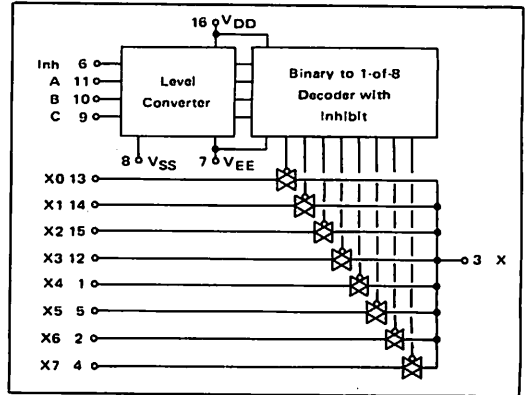 16 VDD
Inh 6
A 11
B 10
C 9
Level
Converter
Binary to 1-of-8
Decoder with
Inhibit
8 VSS
7 VEE
X0 13
X1 14
X2 15
X3 12
X4 1
X5 5
X6 2
X7 4
3 X